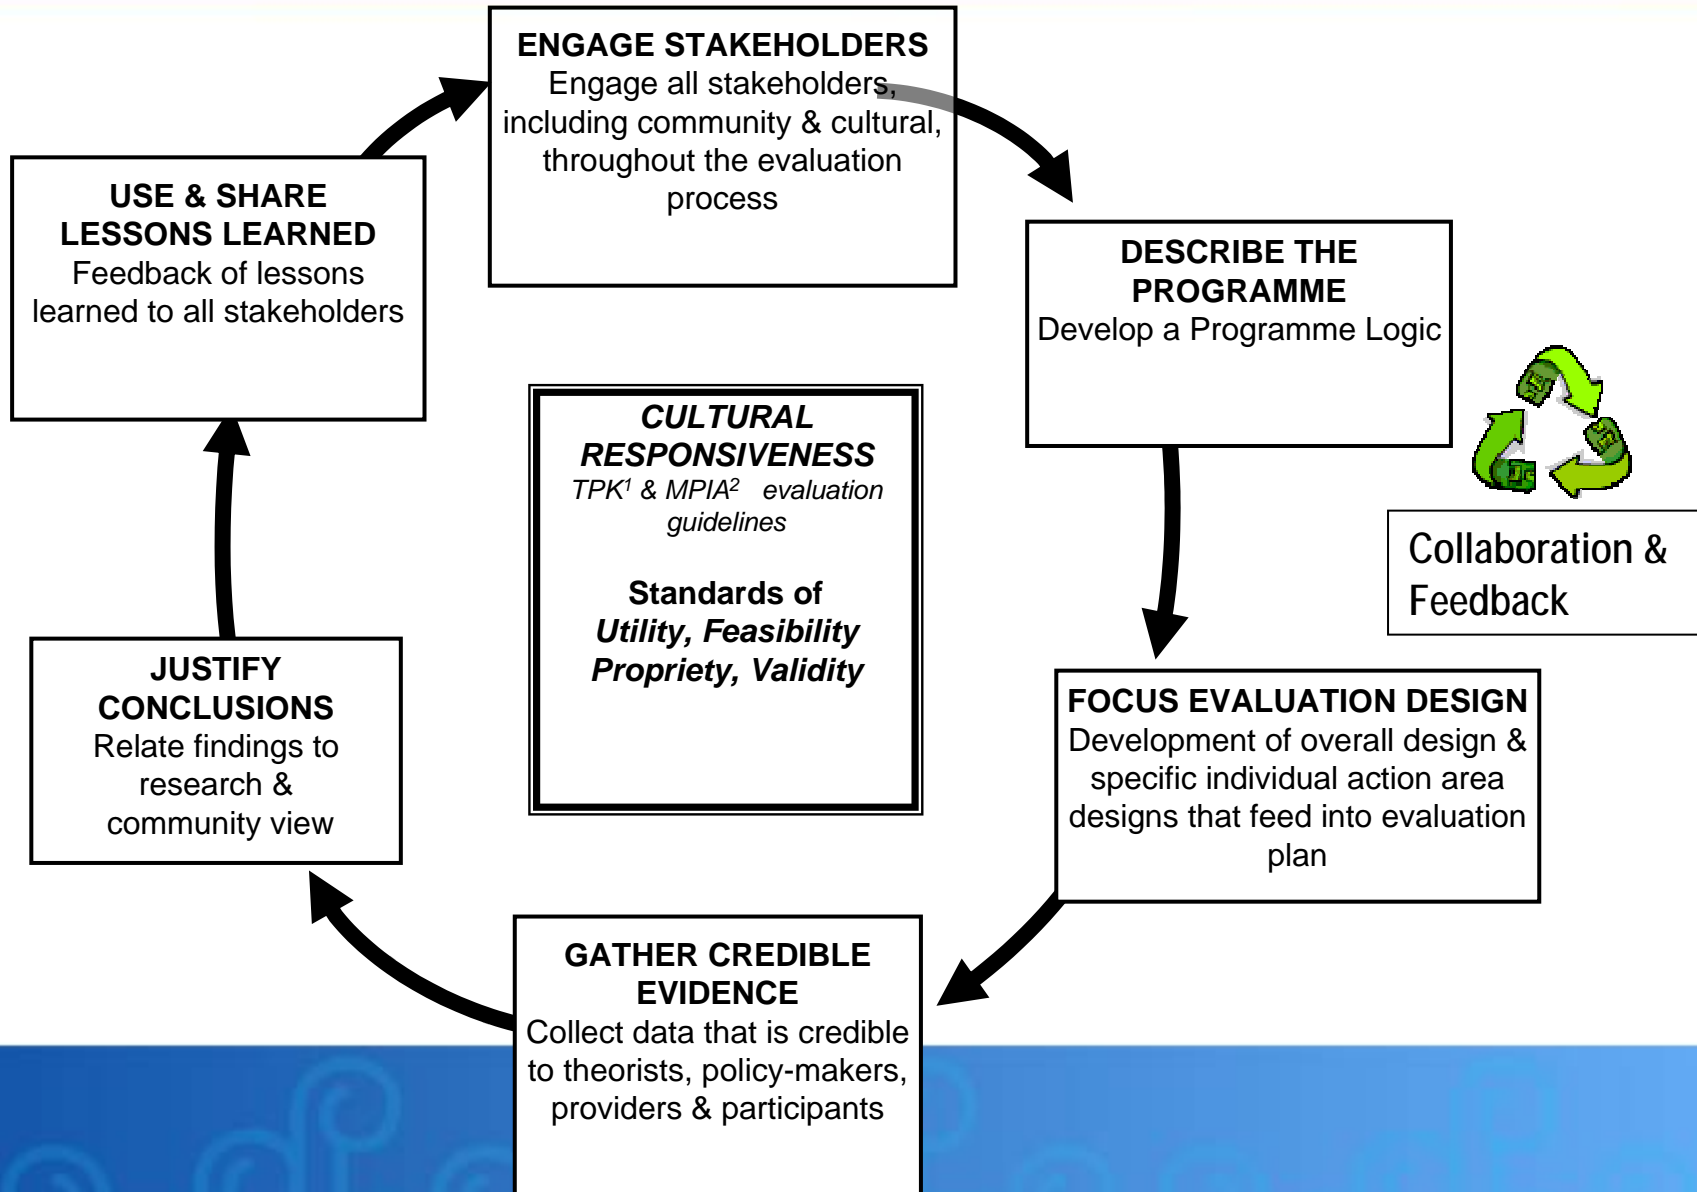 ENGAGE STAKEHOLDERS
Engage all stakeholders,
including community & cultural,
throughout the evaluation
process
DESCRIBE THE
PROGRAMME
Develop a Programme Logic
Collaboration &
Feedback
FOCUS EVALUATION DESIGN
Development of overall design &
specific individual action area
designs that feed into evaluation
plan
GATHER CREDIBLE
EVIDENCE
Collect data that is credible
to theorists, policy-makers,
providers & participants
JUSTIFY
CONCLUSIONS
Relate findings to
research &
community view
USE & SHARE
LESSONS LEARNED
Feedback of lessons
learned to all stakeholders
CULTURAL
RESPONSIVENESS
TPK¹ & MPIA² evaluation
guidelines
Standards of
Utility, Feasibility
Propriety, Validity